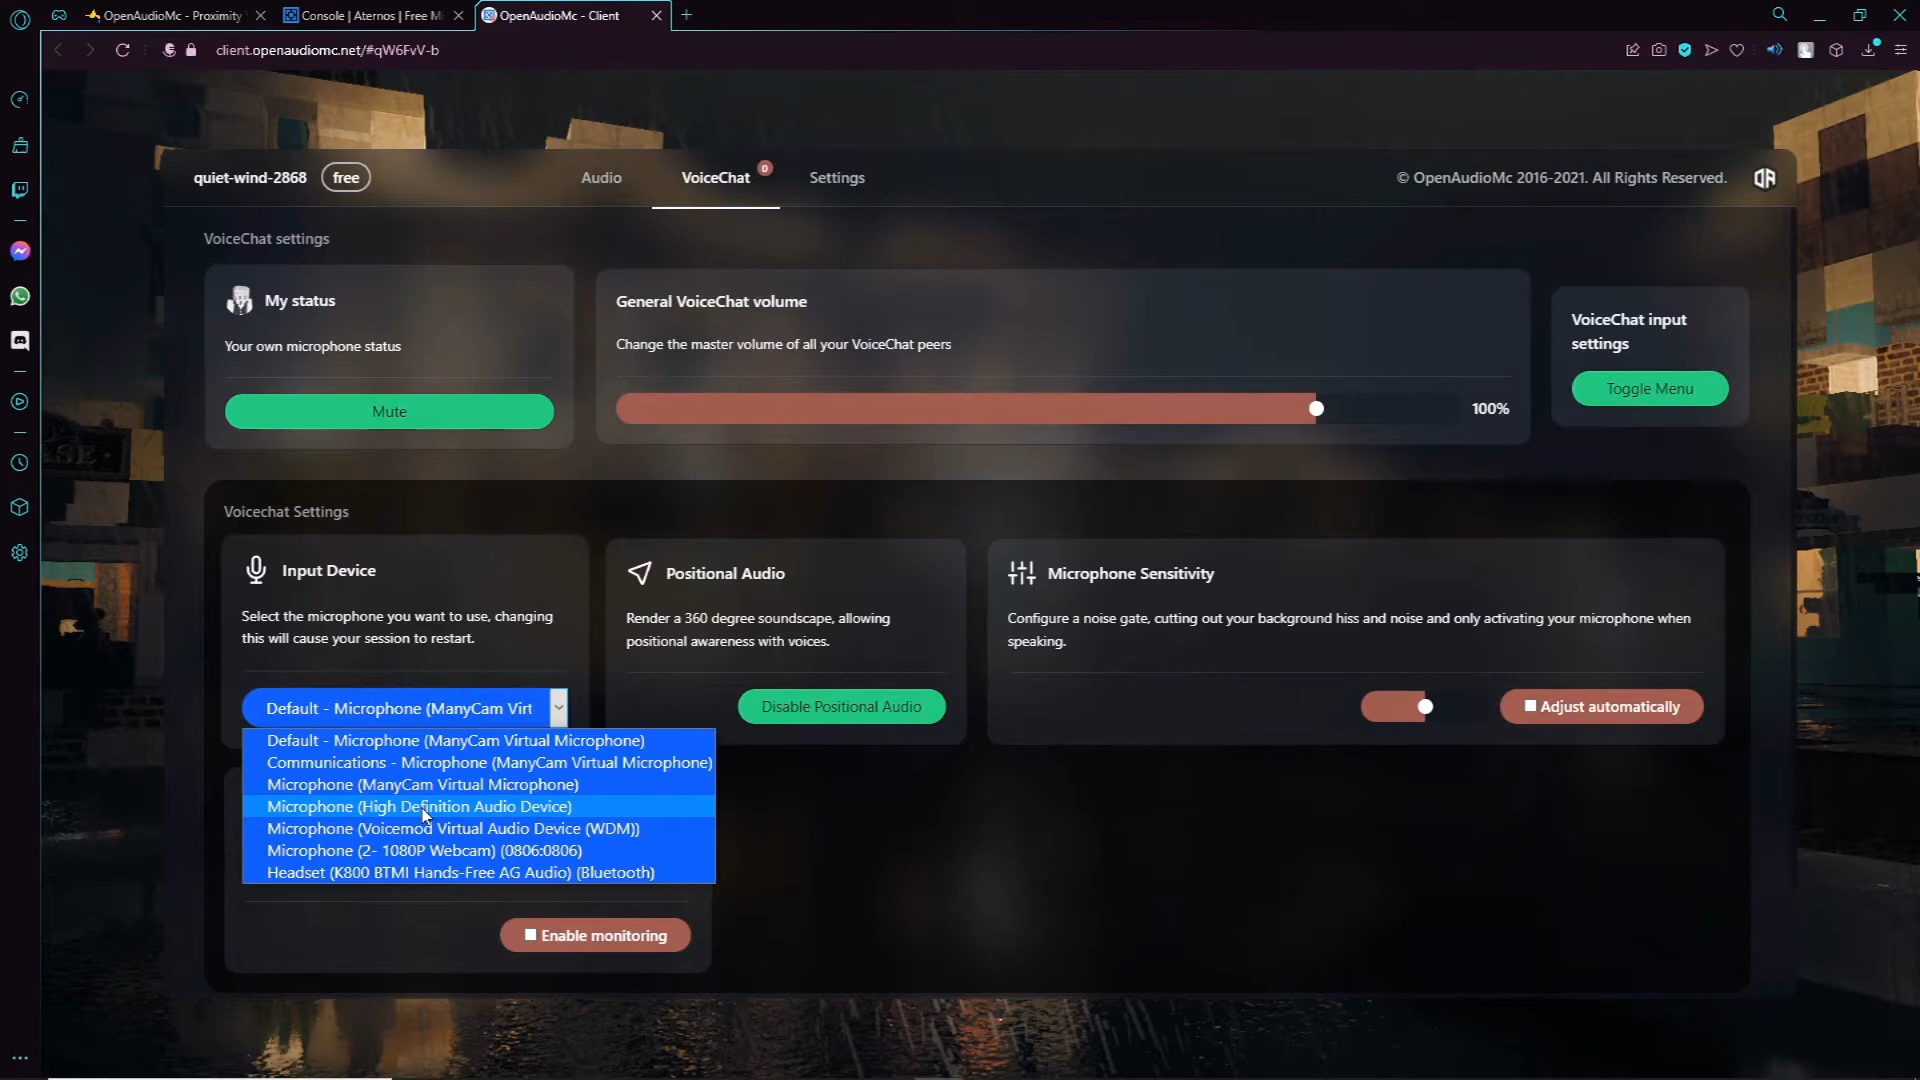 OpenAudioMc - Proximity
Console | Aternos | Free Mi
OpenAudioMc - Client
client.openaudiomc.net/#qW6FvV-b
quiet-wind-2868
free
Audio
VoiceChat
0
Settings
© OpenAudioMc 2016-2021. All Rights Reserved.
VoiceChat settings
My status
Your own microphone status
Mute
General VoiceChat volume
Change the master volume of all your VoiceChat peers
100%
VoiceChat input
settings
Toggle Menu
Voicechat Settings
Input Device
Select the microphone you want to use, changing
this will cause your session to restart.
Default - Microphone (ManyCam Virt
Default - Microphone (ManyCam Virtual Microphone)
Communications - Microphone (ManyCam Virtual Microphone)
Microphone (ManyCam Virtual Microphone)
Microphone (High Definition Audio Device)
Microphone (Voicemod Virtual Audio Device (WDM))
Microphone (2- 1080P Webcam) (0806:0806)
Headset (K800 BTMI Hands-Free AG Audio) (Bluetooth)
Enable monitoring
Positional Audio
Render a 360 degree soundscape, allowing
positional awareness with voices.
Disable Positional Audio
Microphone Sensitivity
Configure a noise gate, cutting out your background hiss and noise and only activating your microphone when
speaking.
Adjust automatically